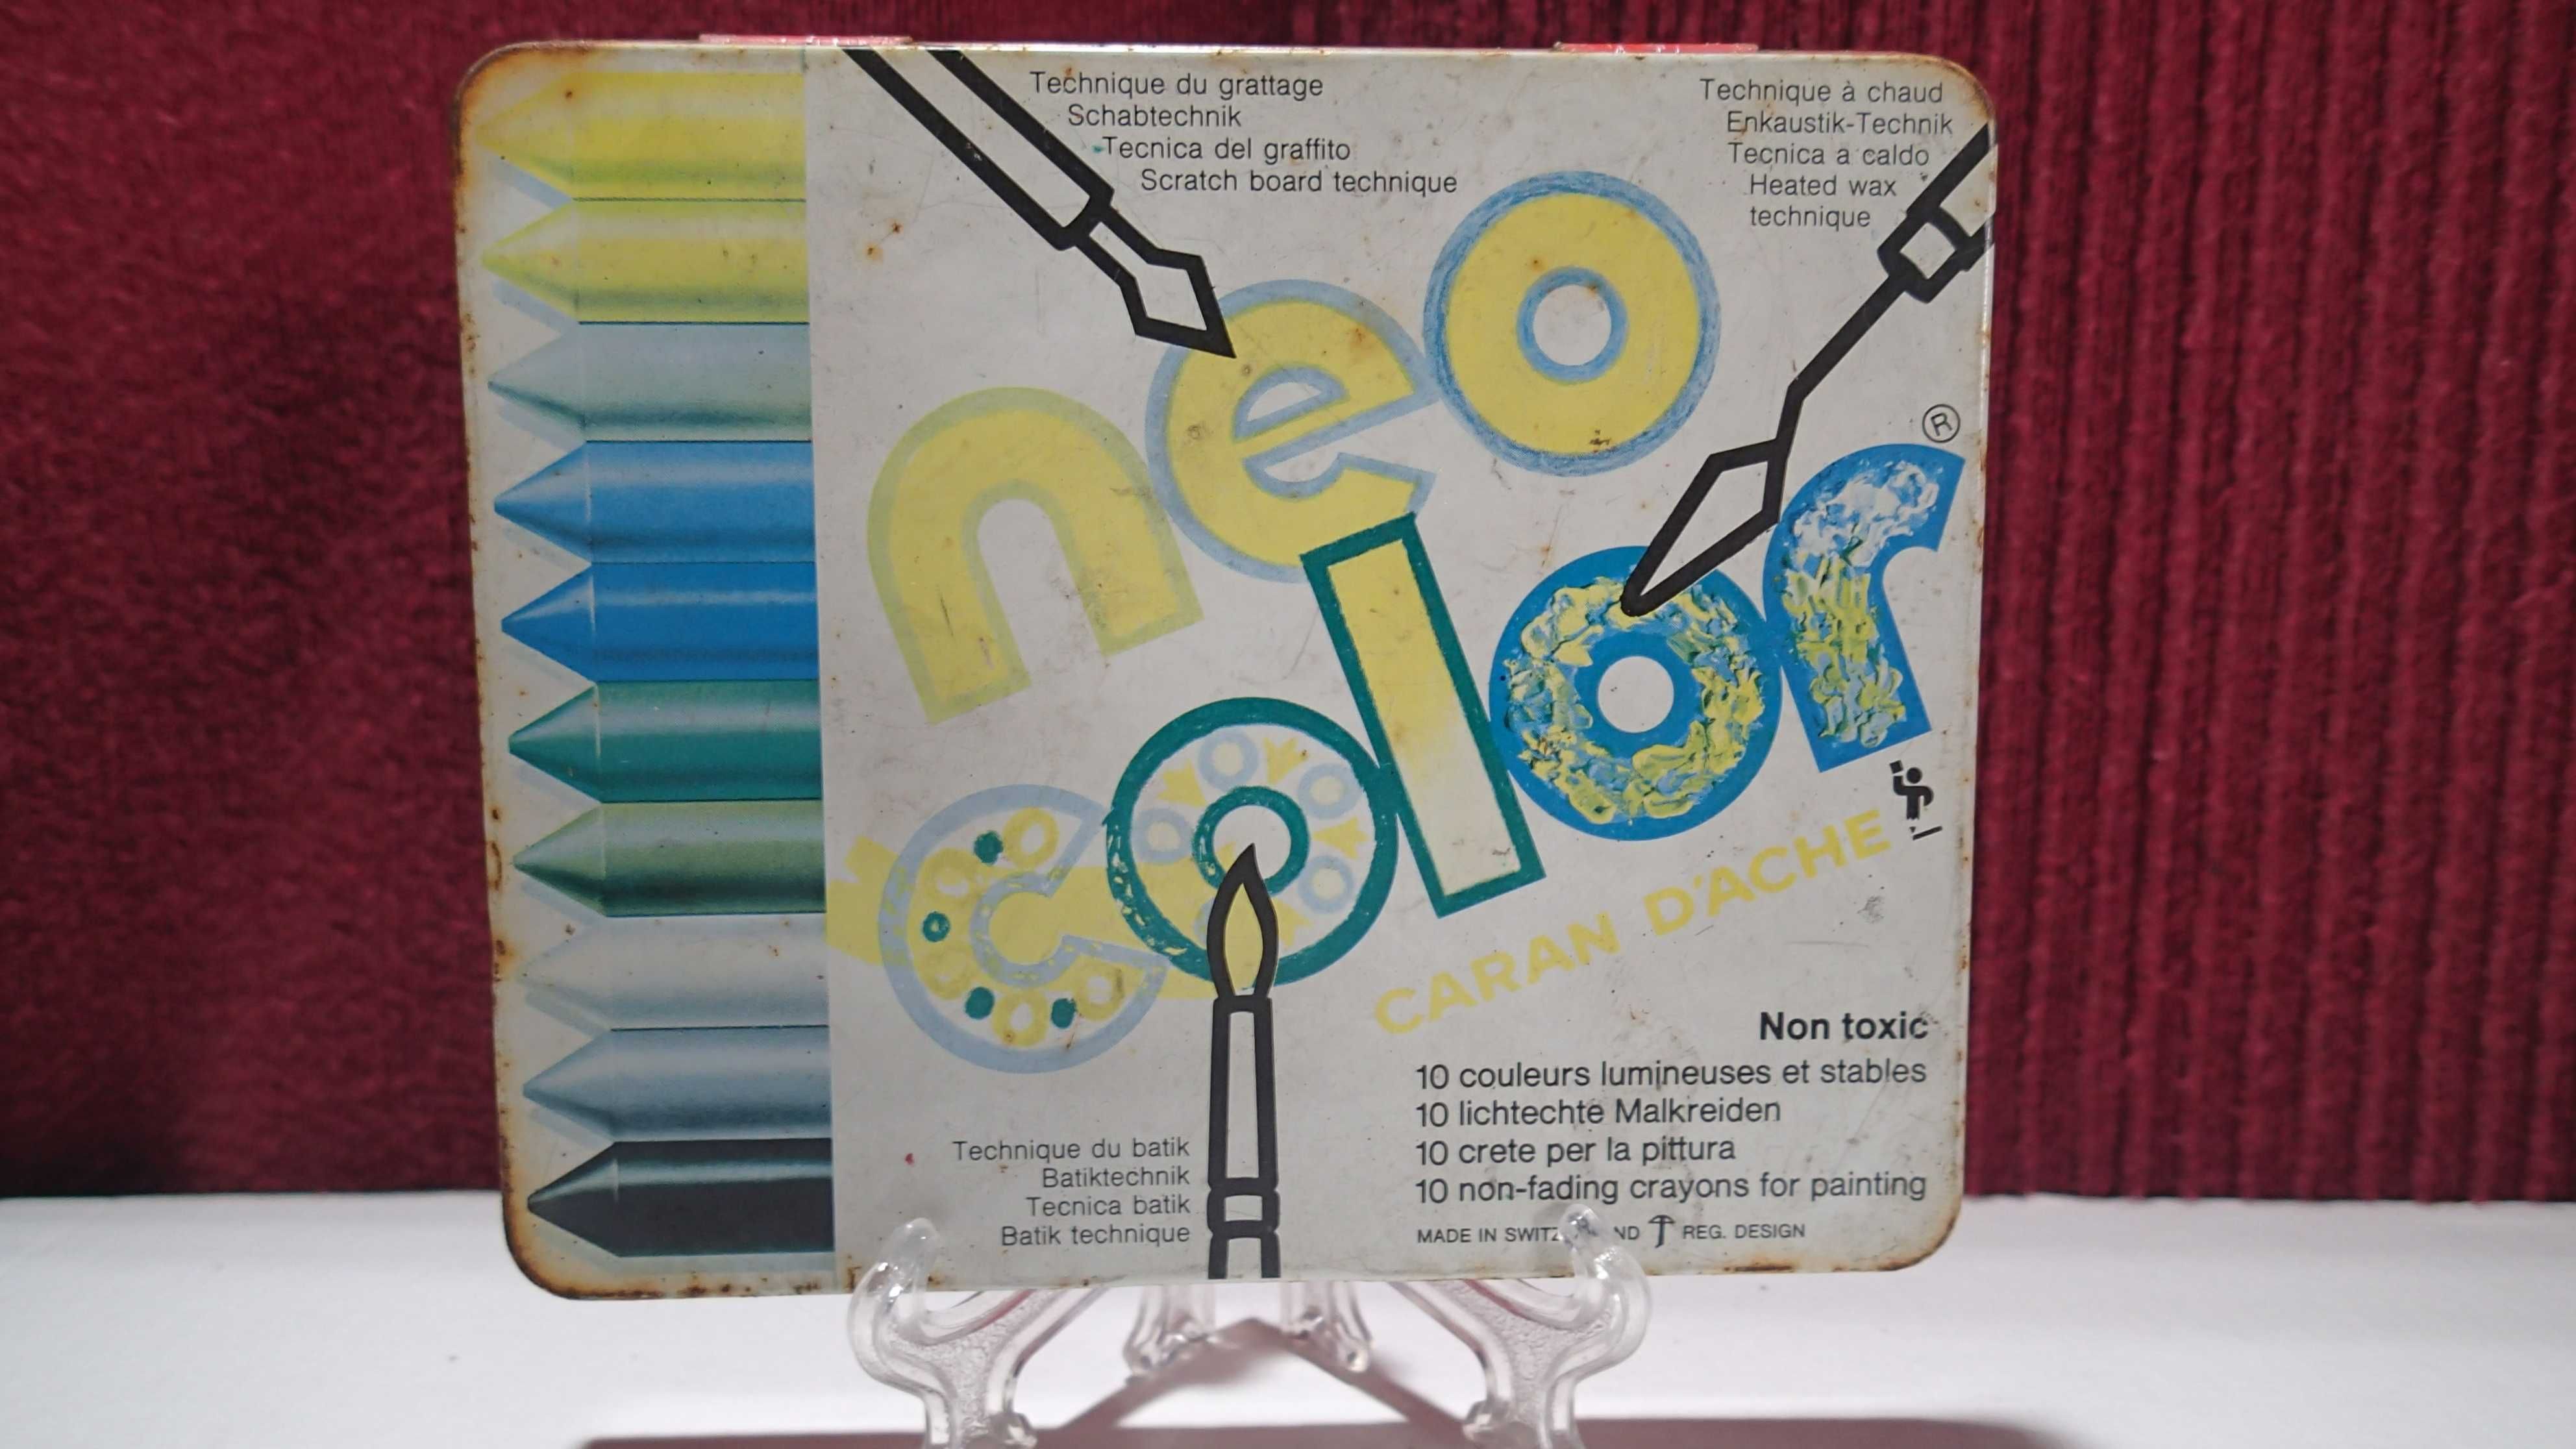 Technique du grattage
Schabtechnik
Tecnica del graffito
Scratch board technique
Technique à chaud
Enkaustik-Technik
Tecnica a caldo
Heated wax
technique
neo
color ®
CARAN D'ACHE
Non toxic
10 couleurs lumineuses et stables
10 lichtechte Malkreiden
10 crete per la pittura
10 non-fading crayons for painting
MADE IN REG. DESIGN
Technique du batik
Batiktechnik
Tecnica batik
Batik technique